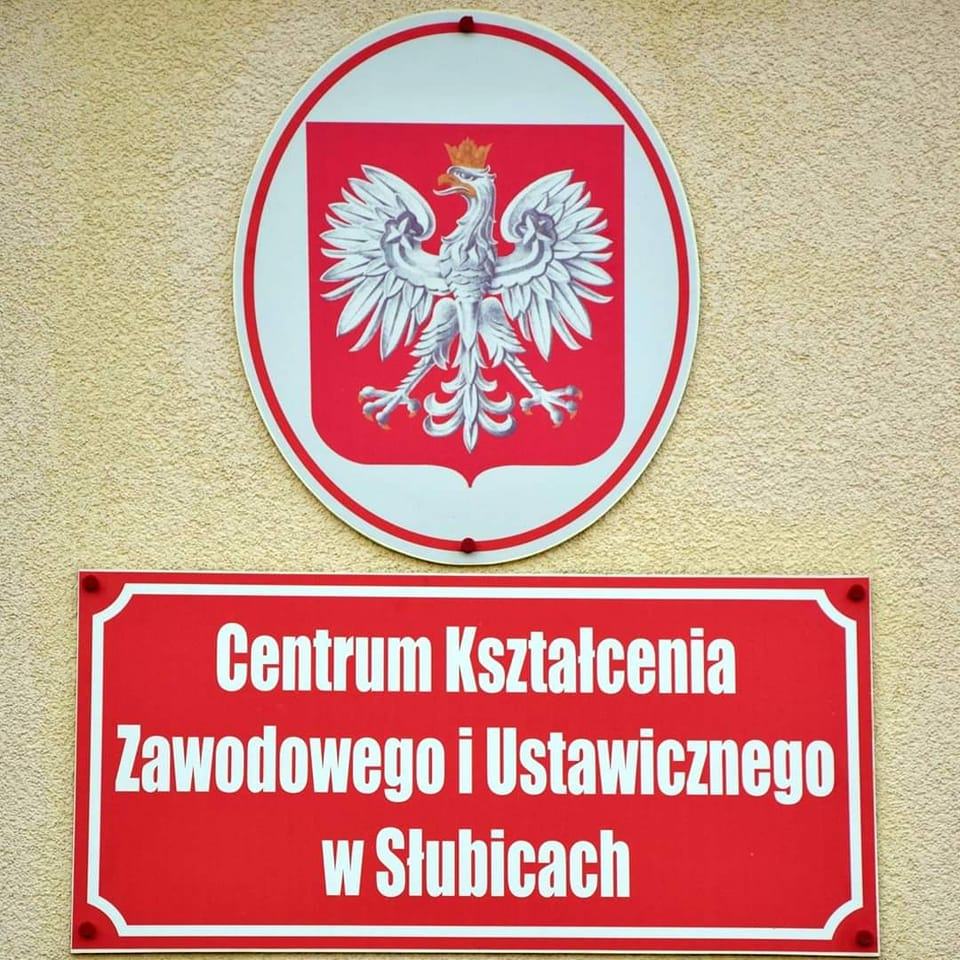 Centrum Kształcenia
Zawodowego i Ustawicznego
w Słubicach